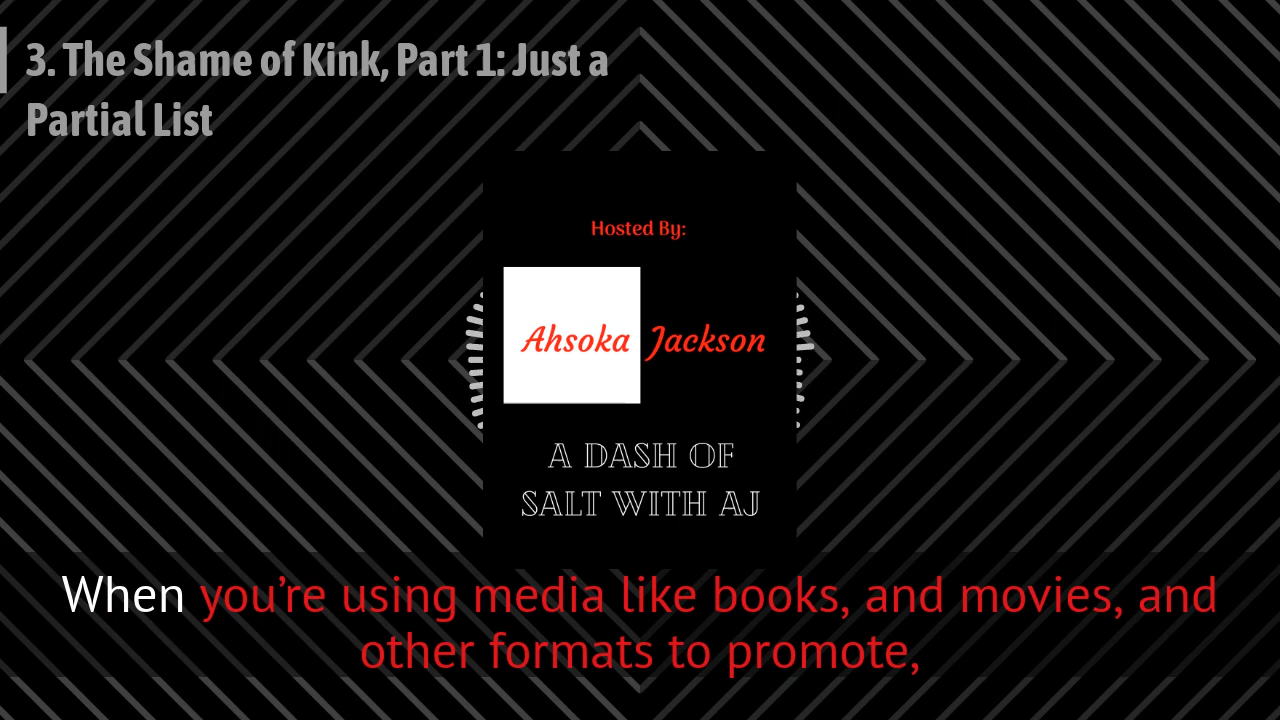 3. The Shame of Kink, Part 1: Just a
Partial List
Hosted By:
Ahsoka Jackson
A DASH OF
SALT WITH AJ
When you’re using media like books, and movies, and
other formats to promote,